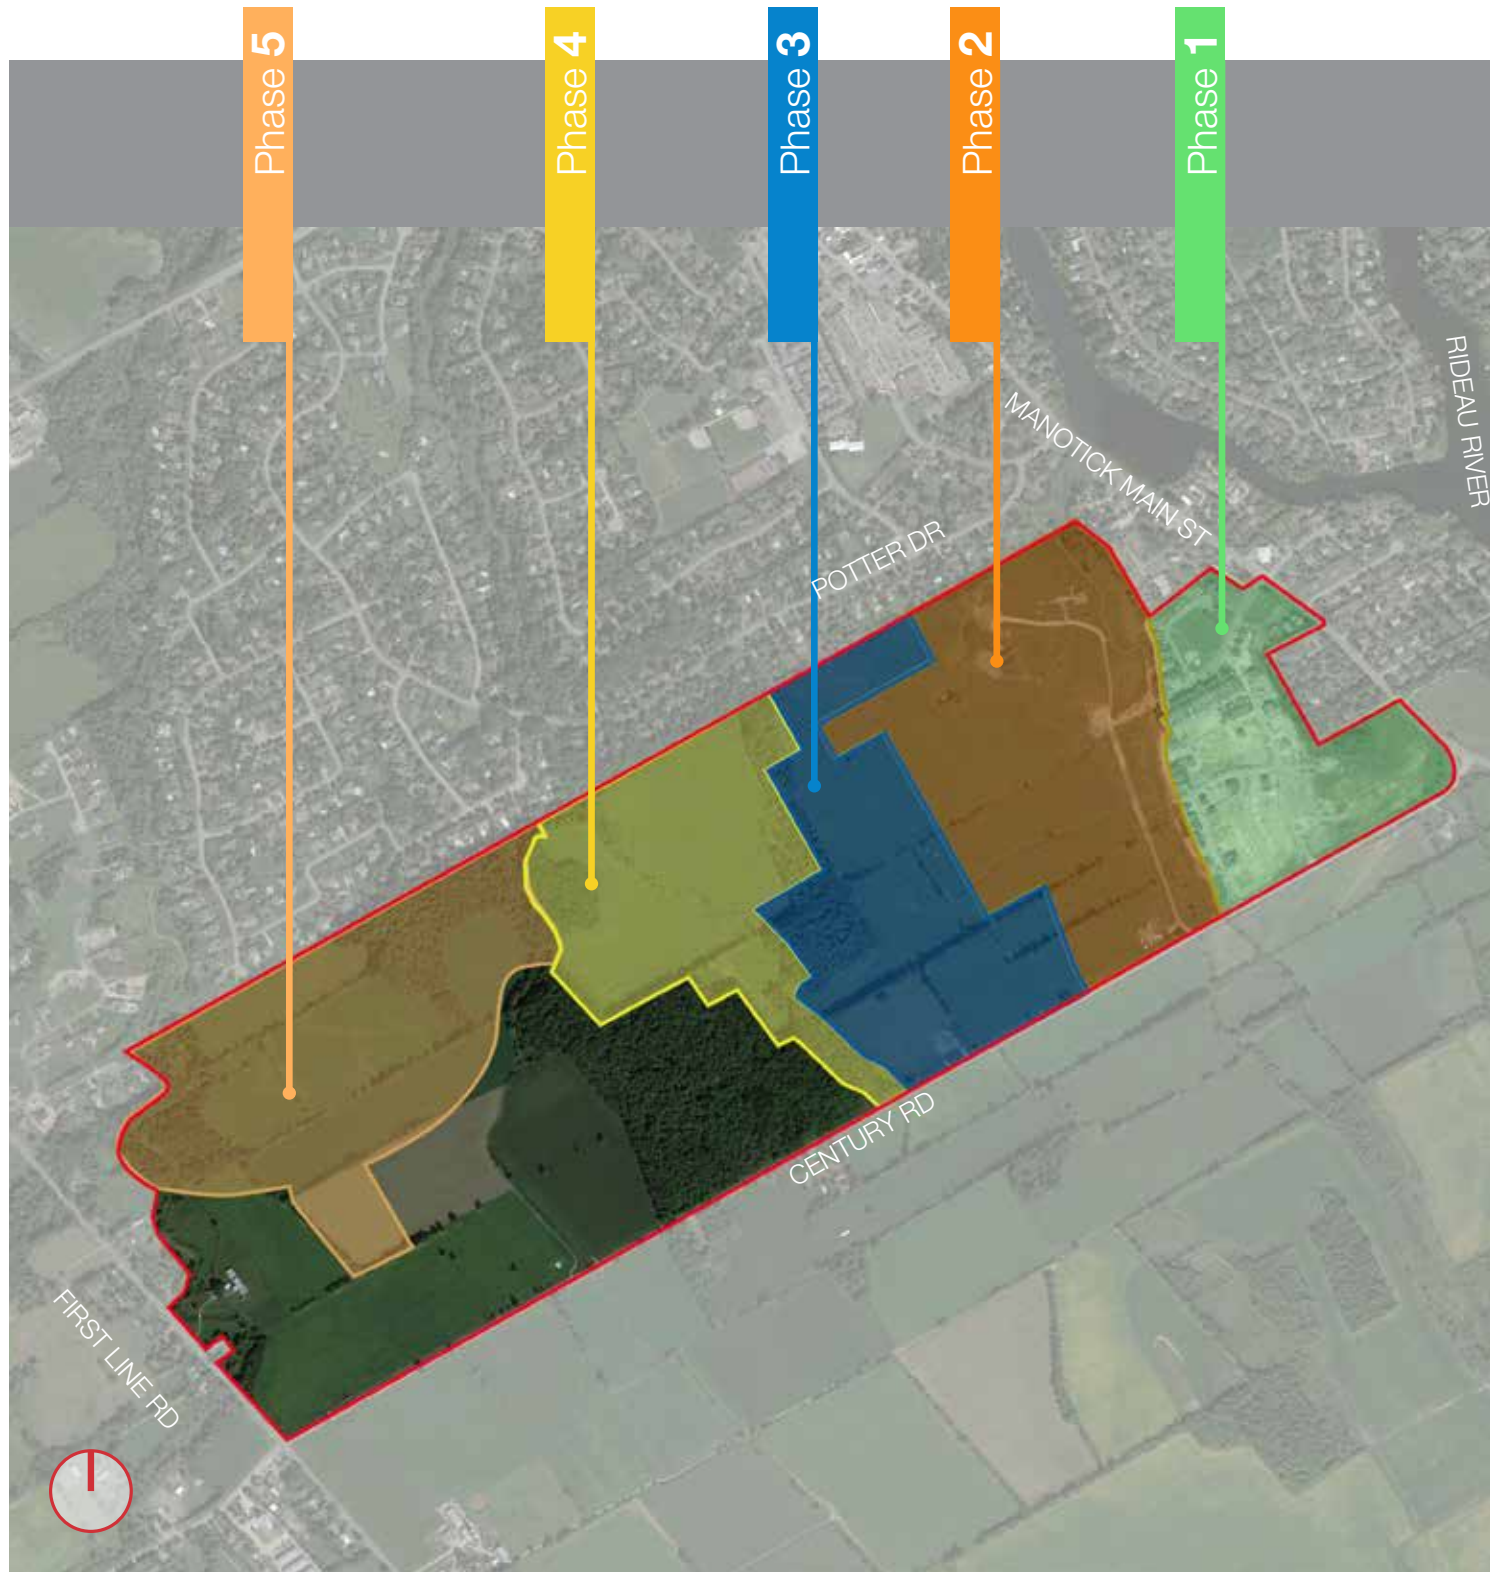 Phase 5
Phase 4
Phase 3
Phase 2
Phase 1
RIDEAU RIVER
MANOTICK MAIN ST
POTTER DR
CENTURY RD
FIRST LINE RD